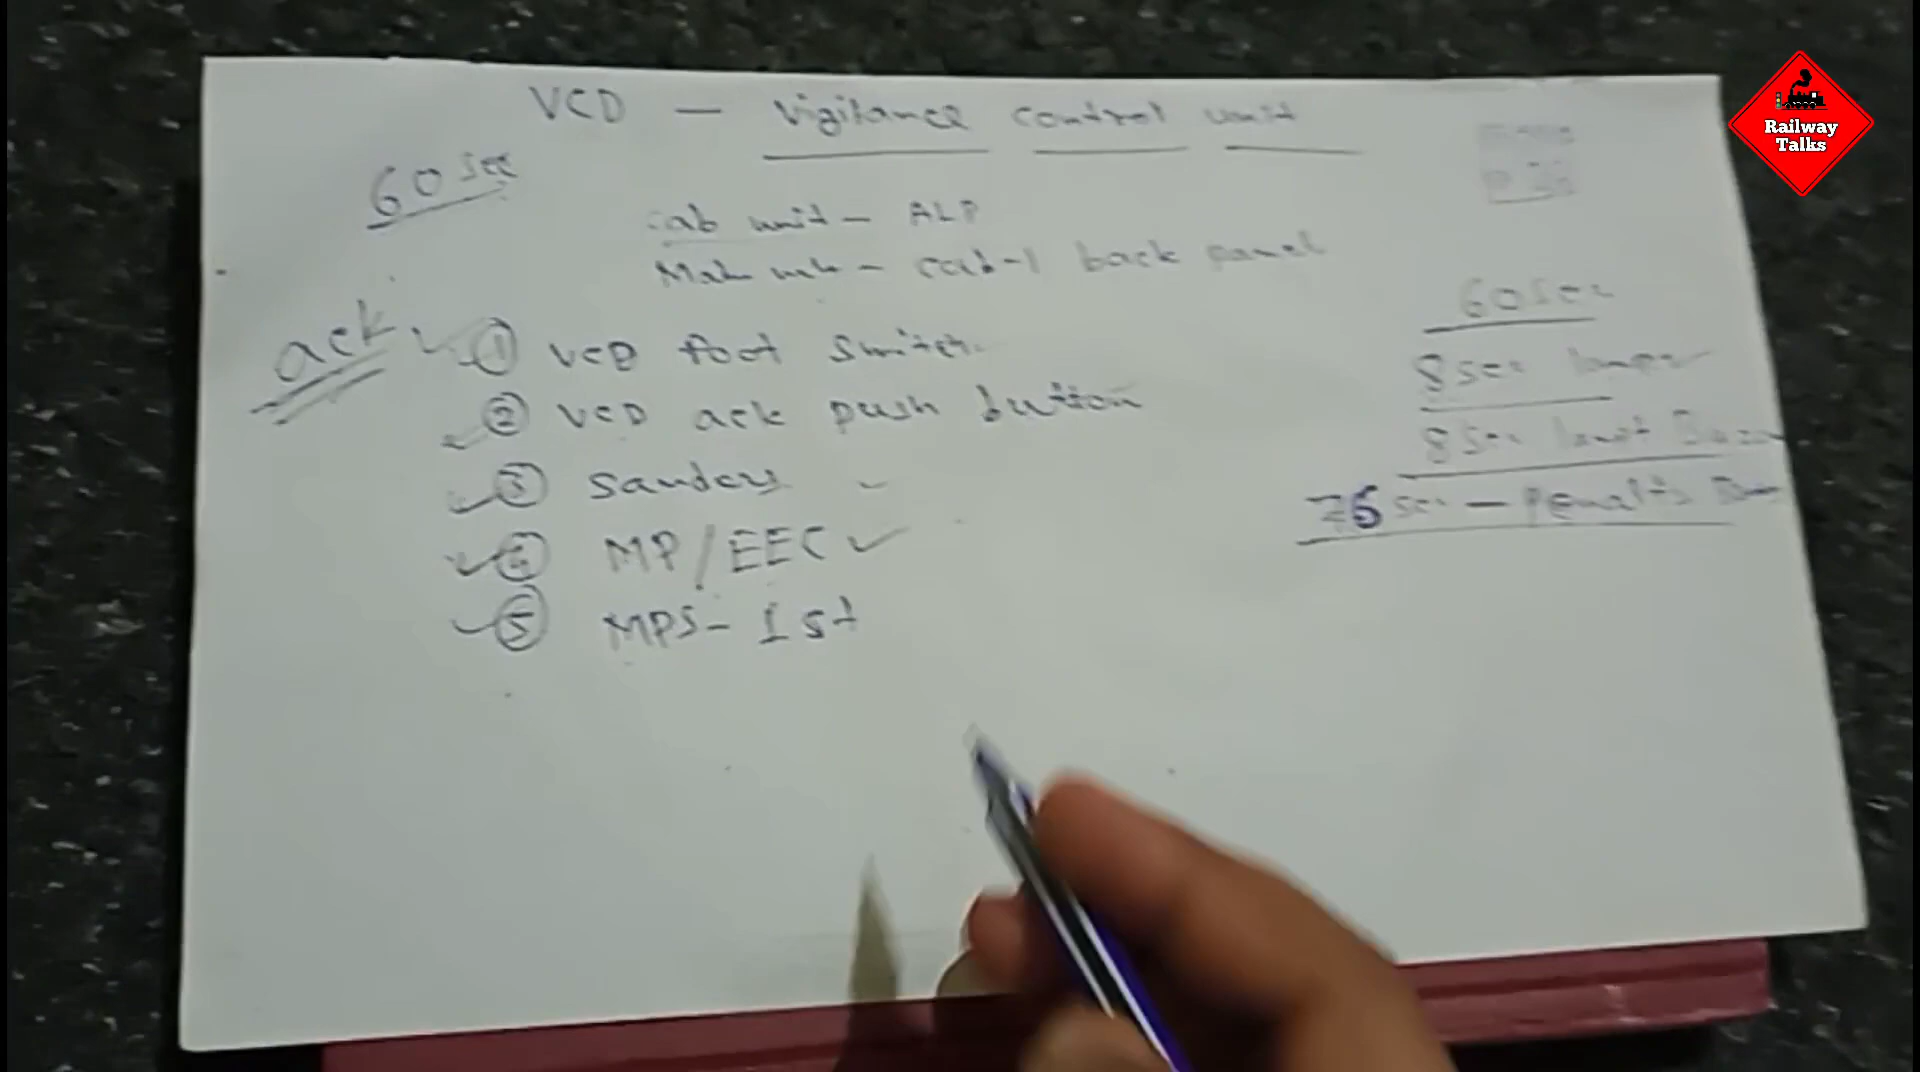 VCD — Vigilance control unit
60 sec
cab unit - ALP
Main unit - cab-1 back panel
ack
① VCD foot switch
② VCD ack push button
③ Sanders
④ MP/EEC
⑤ MPS - 1st
60 sec
8 sec lamp
8 sec
76 sec — Penalty
Railway
Talks